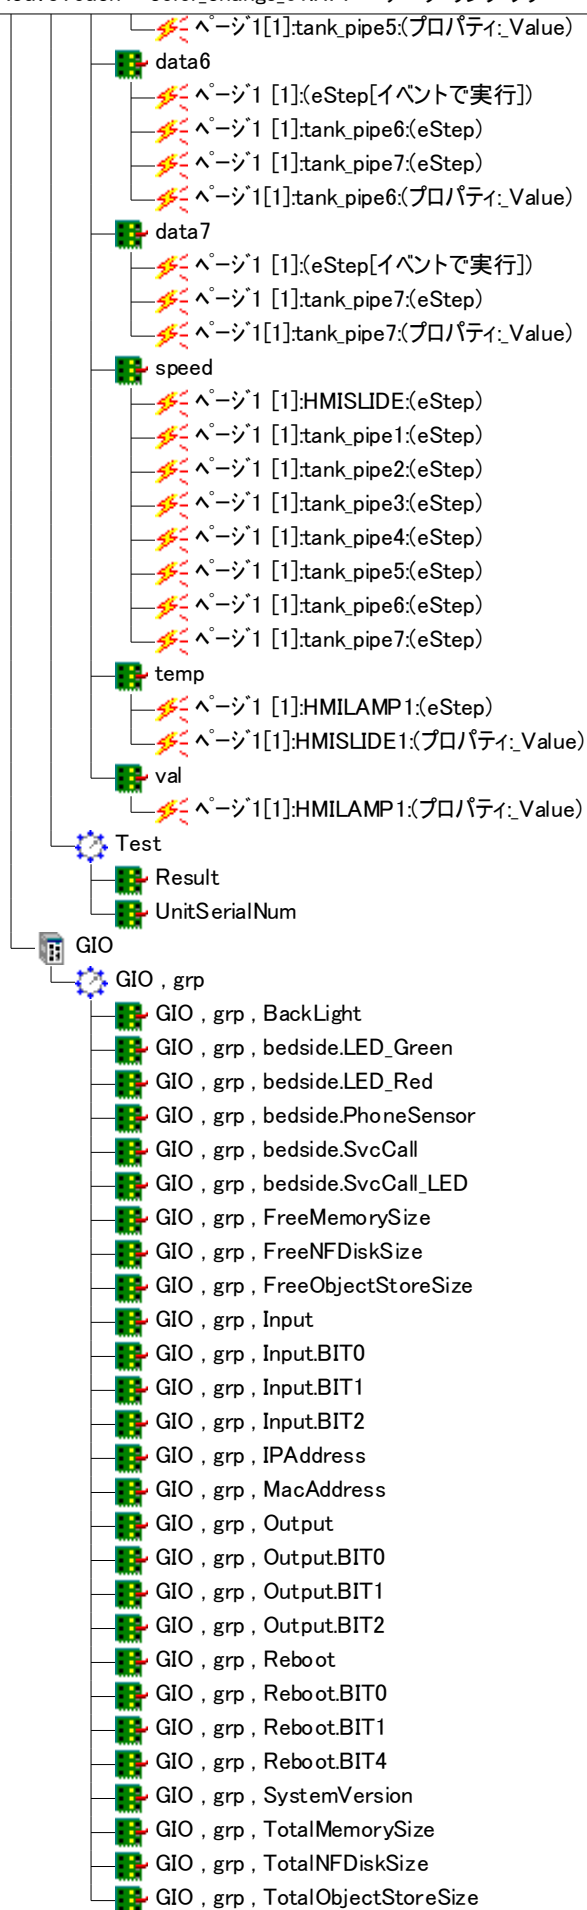 ページ1[1]:tank_pipe5:(プロパティ:_Value)
data6
ページ1 [1]:(eStep[イベントで実行])
ページ1 [1]:tank_pipe6:(eStep)
ページ1 [1]:tank_pipe7:(eStep)
ページ1[1]:tank_pipe6:(プロパティ:_Value)
data7
ページ1 [1]:(eStep[イベントで実行])
ページ1 [1]:tank_pipe7:(eStep)
ページ1[1]:tank_pipe7:(プロパティ:_Value)
speed
ページ1 [1]:HMISLIDE:(eStep)
ページ1 [1]:tank_pipe1:(eStep)
ページ1 [1]:tank_pipe2:(eStep)
ページ1 [1]:tank_pipe3:(eStep)
ページ1 [1]:tank_pipe4:(eStep)
ページ1 [1]:tank_pipe5:(eStep)
ページ1 [1]:tank_pipe6:(eStep)
ページ1 [1]:tank_pipe7:(eStep)
temp
ページ1 [1]:HMILAMP1:(eStep)
ページ1[1]:HMISLIDE1:(プロパティ:_Value)
val
ページ1[1]:HMILAMP1:(プロパティ:_Value)
Test
Result
UnitSerialNum
GIO
GIO , grp
GIO , grp , BackLight
GIO , grp , bedside.LED_Green
GIO , grp , bedside.LED_Red
GIO , grp , bedside.PhoneSensor
GIO , grp , bedside.SvcCall
GIO , grp , bedside.SvcCall_LED
GIO , grp , FreeMemorySize
GIO , grp , FreeNFDiskSize
GIO , grp , FreeObjectStoreSize
GIO , grp , Input
GIO , grp , Input.BIT0
GIO , grp , Input.BIT1
GIO , grp , Input.BIT2
GIO , grp , IPAddress
GIO , grp , MacAddress
GIO , grp , Output
GIO , grp , Output.BIT0
GIO , grp , Output.BIT1
GIO , grp , Output.BIT2
GIO , grp , Reboot
GIO , grp , Reboot.BIT0
GIO , grp , Reboot.BIT1
GIO , grp , Reboot.BIT4
GIO , grp , SystemVersion
GIO , grp , TotalMemorySize
GIO , grp , TotalNFDiskSize
GIO , grp , TotalObjectStoreSize